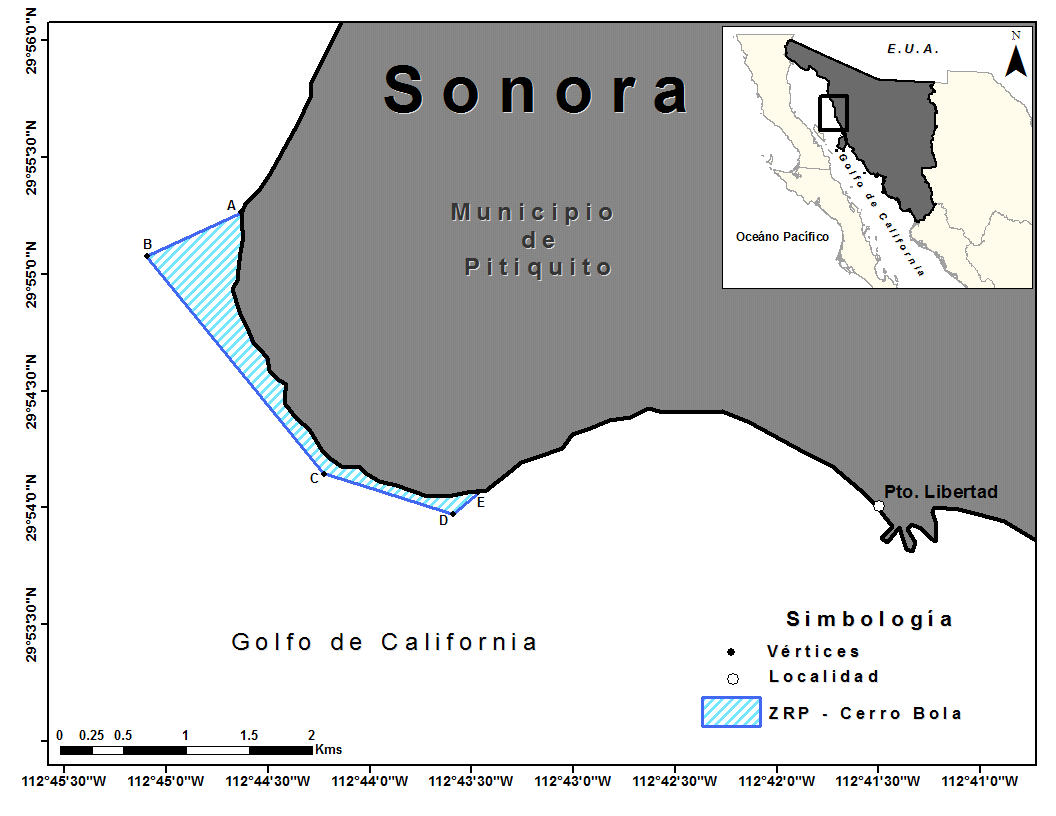 29°56'0"N
29°55'30"N
29°55'0"N
29°54'30"N
29°54'0"N
29°53'30"N
Sonora
Municipio
de
Pitiquito
E.U.A.
N
Golfo de California
Oceáno Pacífico
A
B
C
D
E
Pto. Libertad
Golfo de California
Simbología
Vértices
Localidad
ZRP - Cerro Bola
0 0.25 0.5 1 1.5 2
Kms
112°45'30"W 112°45'0"W 112°44'30"W 112°44'0"W 112°43'30"W 112°43'0"W 112°42'30"W 112°42'0"W 112°41'30"W 112°41'0"W